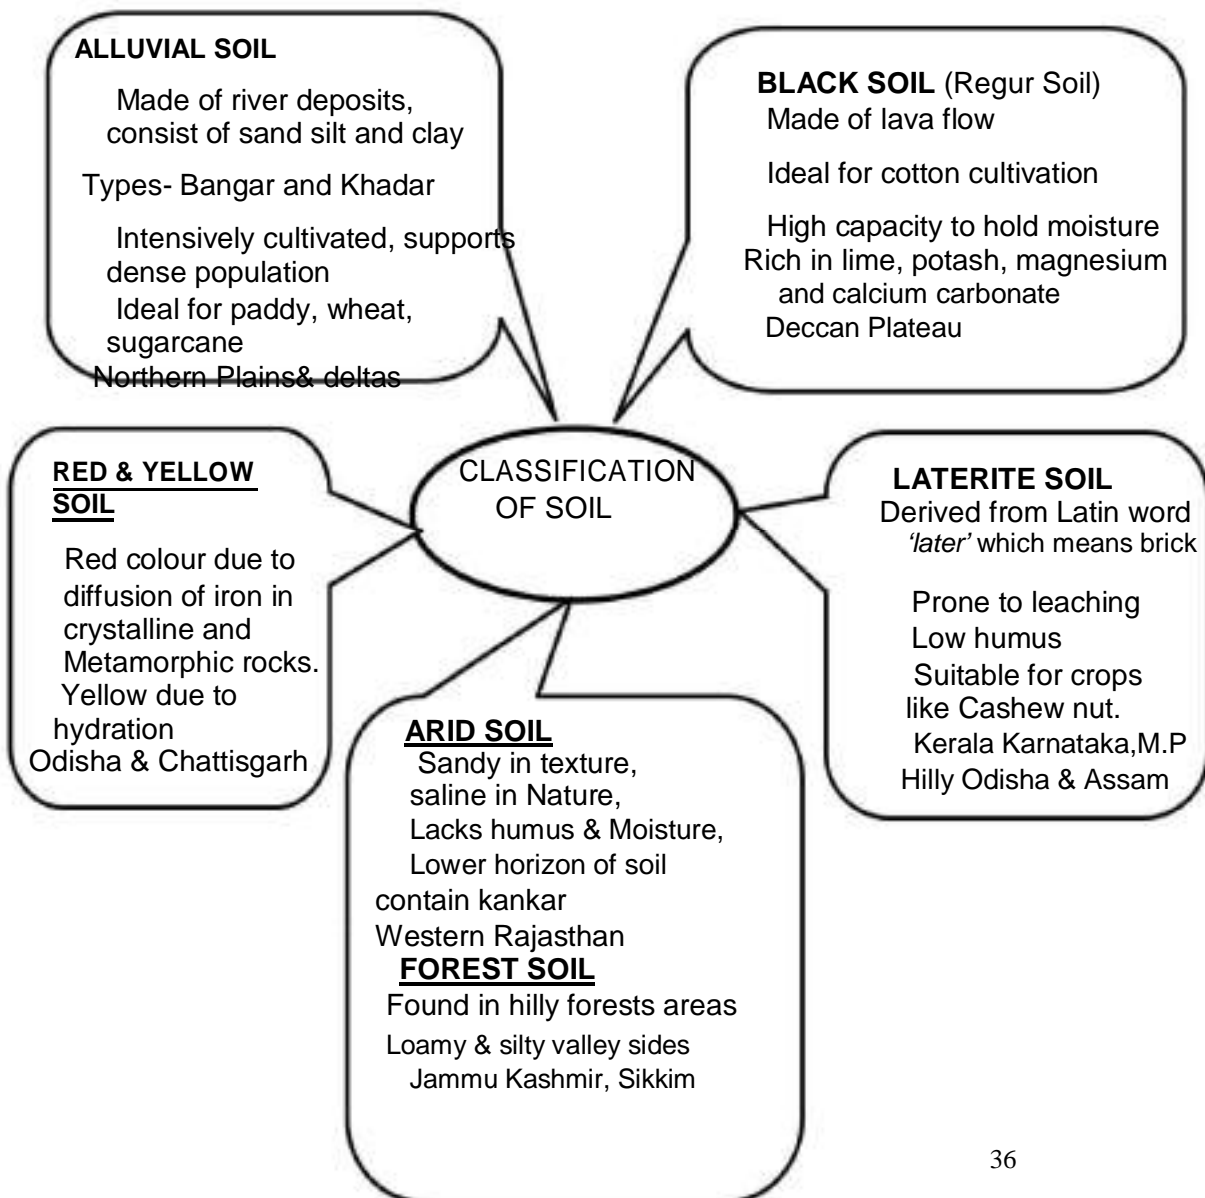 ALLUVIAL SOIL
Made of river deposits,
consist of sand silt and clay
Types- Bangar and Khadar
Intensively cultivated, supports
dense population
Ideal for paddy, wheat,
sugarcane
Northern Plains& deltas
BLACK SOIL (Regur Soil)
Made of lava flow
Ideal for cotton cultivation
High capacity to hold moisture
Rich in lime, potash, magnesium
and calcium carbonate
Deccan Plateau
CLASSIFICATION
OF SOIL
RED & YELLOW
SOIL
Red colour due to
diffusion of iron in
crystalline and
Metamorphic rocks.
Yellow due to
hydration
Odisha & Chattisgarh
LATERITE SOIL
Derived from Latin word
‘later’ which means brick
Prone to leaching
Low humus
Suitable for crops
like Cashew nut.
Kerala Karnataka,M.P
Hilly Odisha & Assam
ARID SOIL
Sandy in texture,
saline in Nature,
Lacks humus & Moisture,
Lower horizon of soil
contain kankar
Western Rajasthan
FOREST SOIL
Found in hilly forests areas
Loamy & silty valley sides
Jammu Kashmir, Sikkim
36